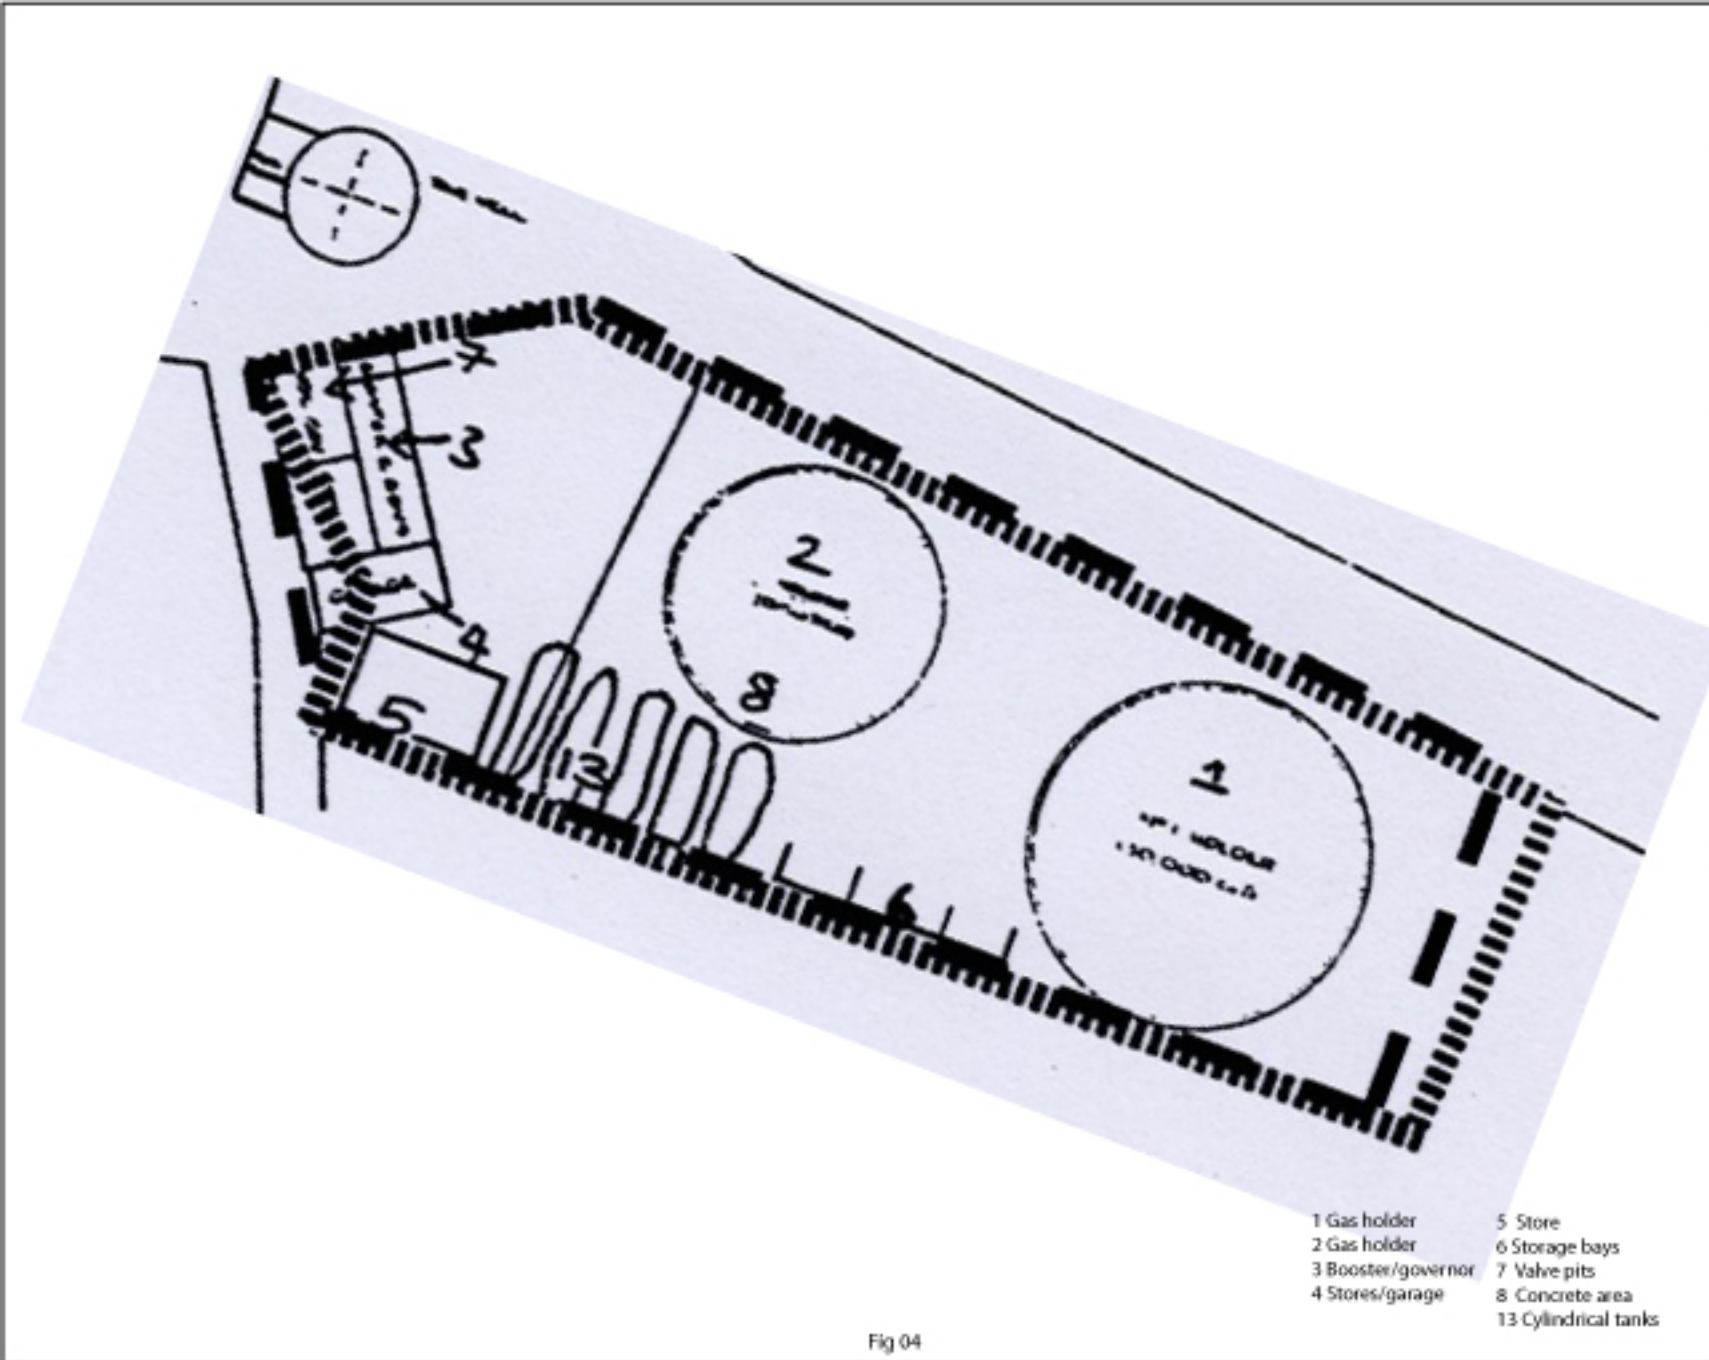 7
3
2
4
8
5
13
1
6
1 Gas holder
2 Gas holder
3 Booster/governor
4 Stores/garage
5 Store
6 Storage bays
7 Valve pits
8 Concrete area
13 Cylindrical tanks
Fig 04